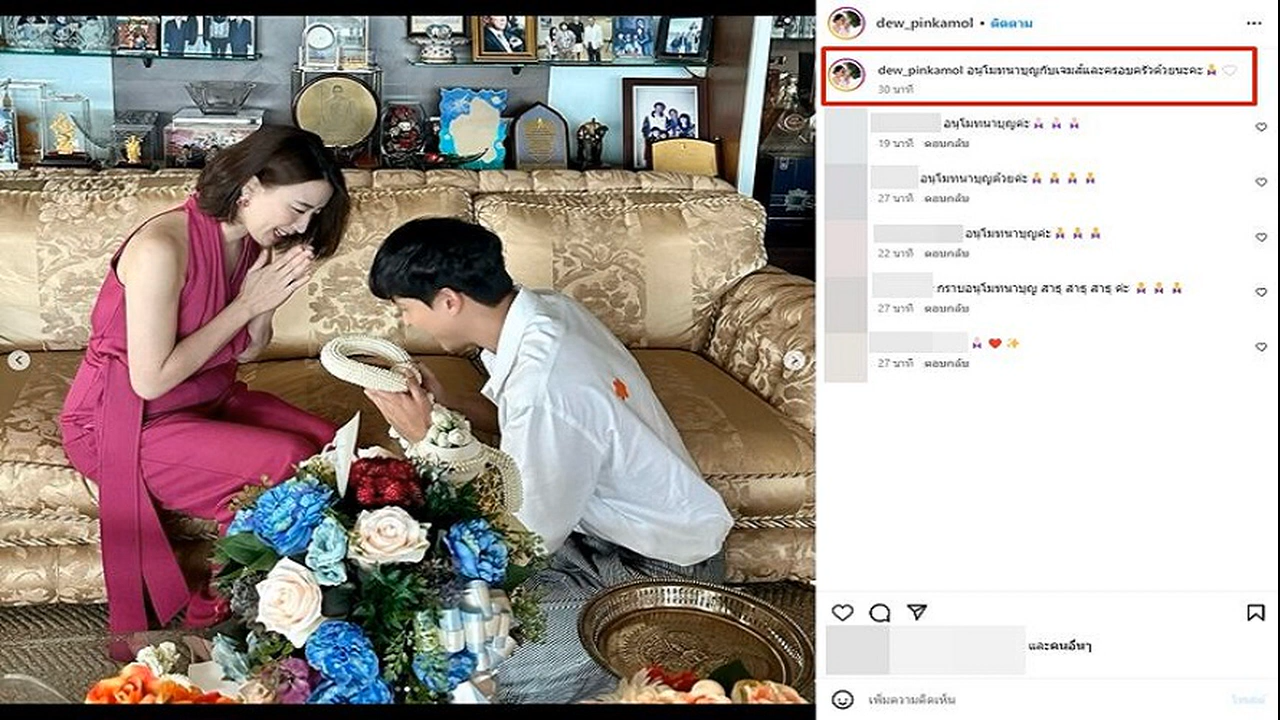 dew_pinkamol • ติดตาม
dew_pinkamol อนุโมทนาบุญกับเจมส์และครอบครัวด้วยนะคะ
30 นาที
อนุโมทนาบุญค่ะ
19 นาที ตอบกลับ
อนุโมทนาบุญด้วยค่ะ
27 นาที ตอบกลับ
อนุโมทนาบุญค่ะ
22 นาที ตอบกลับ
กราบอนุโมทนาบุญ สาธุ สาธุ สาธุ ค่ะ
27 นาที ตอบกลับ
27 นาที ตอบกลับ
และคนอื่นๆ
เพิ่มความคิดเห็น
โพสต์